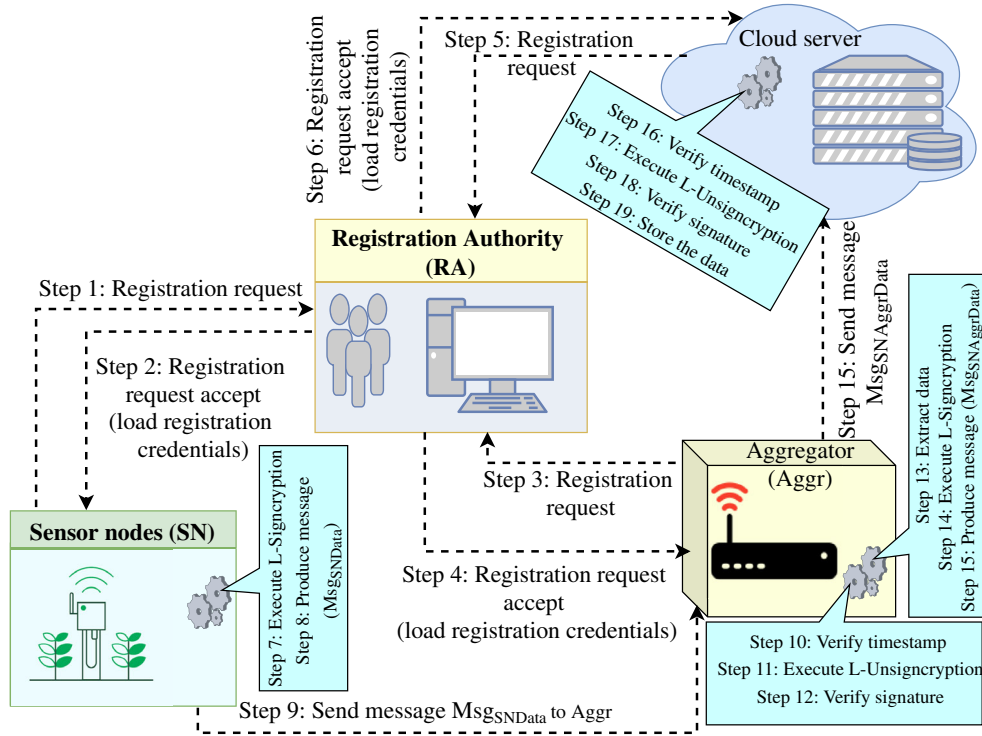 Step 6: Registration
request accept
(load registration
credentials)
Step 5: Registration
request
Cloud server
Step 16: Verify timestamp
Step 17: Execute L-Unsigncryption
Step 18: Verify signature
Step 19: Store the data
Registration Authority
(RA)
Step 1: Registration request
Step 2: Registration
request accept
(load registration
credentials)
Step 15: Send message
MsgSNAggrData
Step 13: Extract data
Step 14: Execute L-Signcryption
Step 15: Produce message (MsgSNAggrData)
Aggregator
(Aggr)
Step 3: Registration
request
Sensor nodes (SN)
Step 7: Execute L-Signcryption
Step 8: Produce message
(MsgSNData)
Step 4: Registration request
accept
(load registration credentials)
Step 10: Verify timestamp
Step 11: Execute L-Unsigncryption
Step 12: Verify signature
Step 9: Send message MsgSNData to Aggr